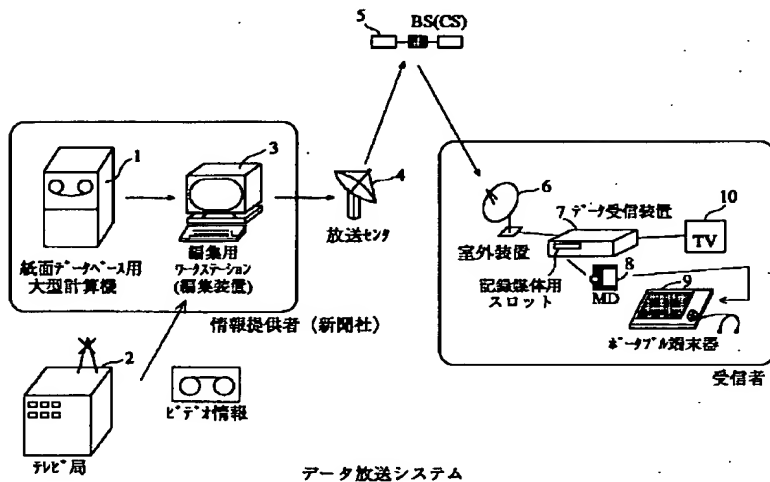 5
BS(CS)
1
3
4
放送センタ
紙面データベース用
大型計算機
編集用
ワークステーション
(編集装置)
情報提供者（新聞社）
2
ビデオ情報
テレビ局
6
室外装置
7 データ受信装置
10
TV
記録媒体用
スロット
8
MD
9
ポータブル端末器
受信者
データ放送システム